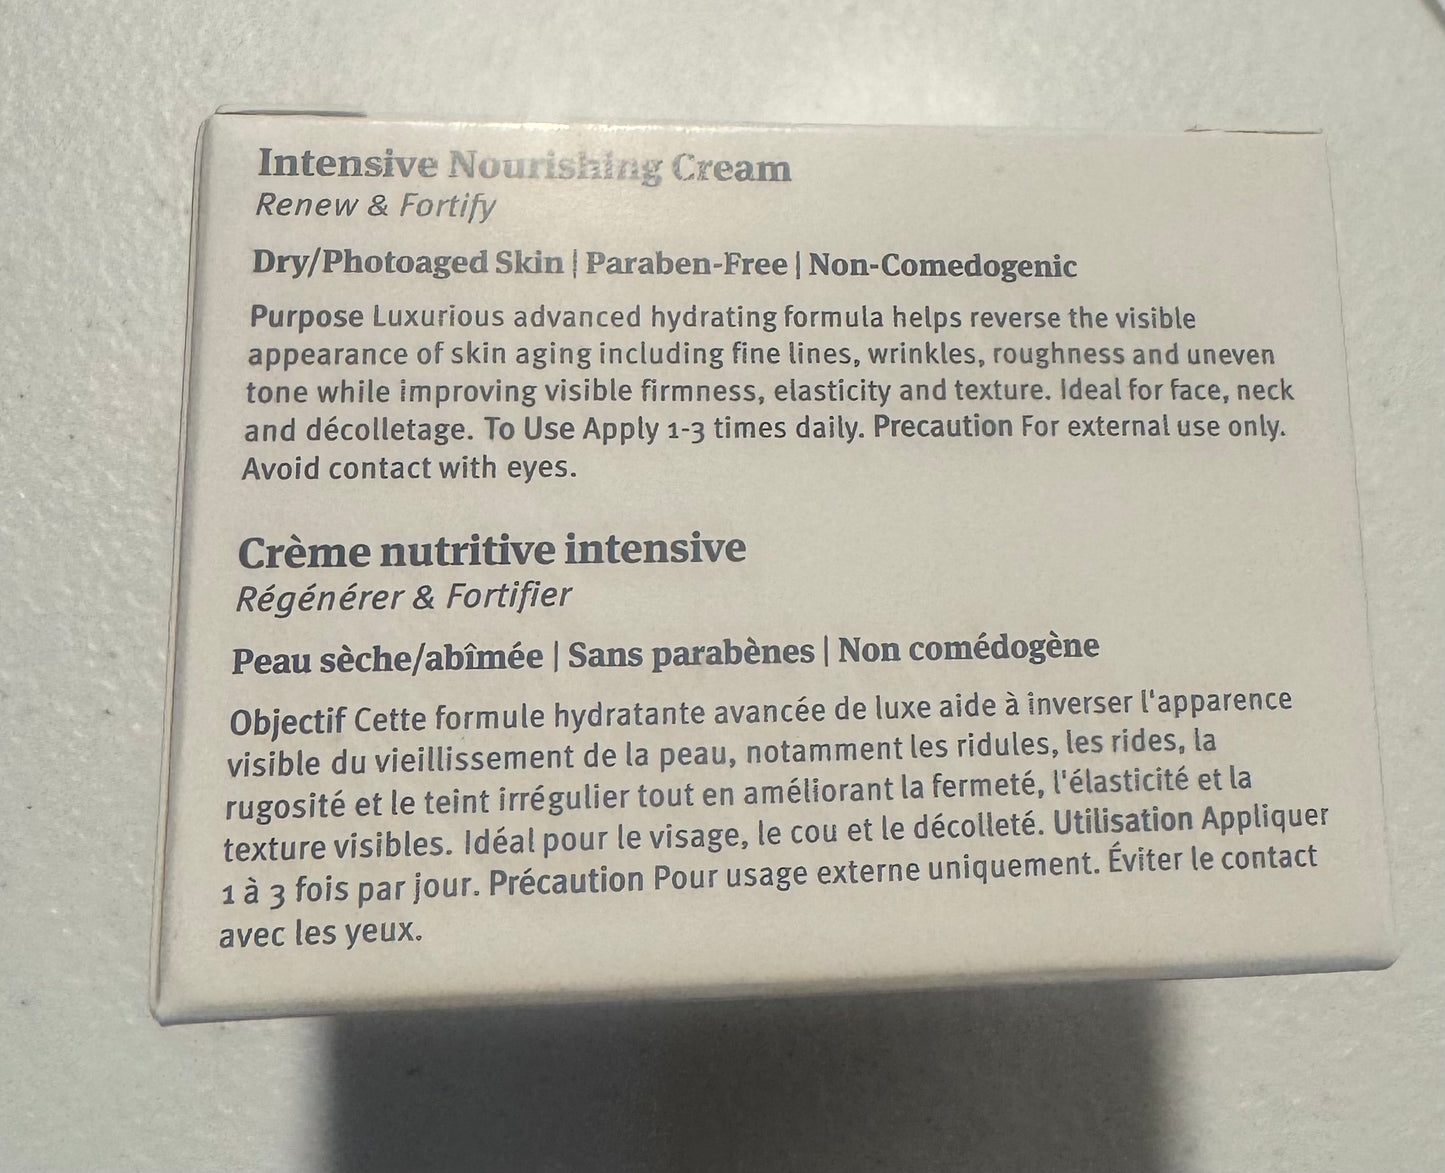 Intensive Nourishing Cream
Renew & Fortify
Dry/Photoaged Skin | Paraben-Free | Non-Comedogenic
Purpose Luxurious advanced hydrating formula helps reverse the visible
appearance of skin aging including fine lines, wrinkles, roughness and uneven
tone while improving visible firmness, elasticity and texture. Ideal for face, neck
and décolletage. To Use Apply 1-3 times daily. Precaution For external use only.
Avoid contact with eyes.
Crème nutritive intensive
Régénérer & Fortifier
Peau sèche/abîmée | Sans parabènes | Non comédogène
Objectif Cette formule hydratante avancée de luxe aide à inverser l'apparence
visible du vieillissement de la peau, notamment les ridules, les rides, la
rugosité et le teint irrégulier tout en améliorant la fermeté, l'élasticité et la
texture visibles. Idéal pour le visage, le cou et le décolleté. Utilisation Appliquer
1 à 3 fois par jour. Précaution Pour usage externe uniquement. Éviter le contact
avec les yeux.